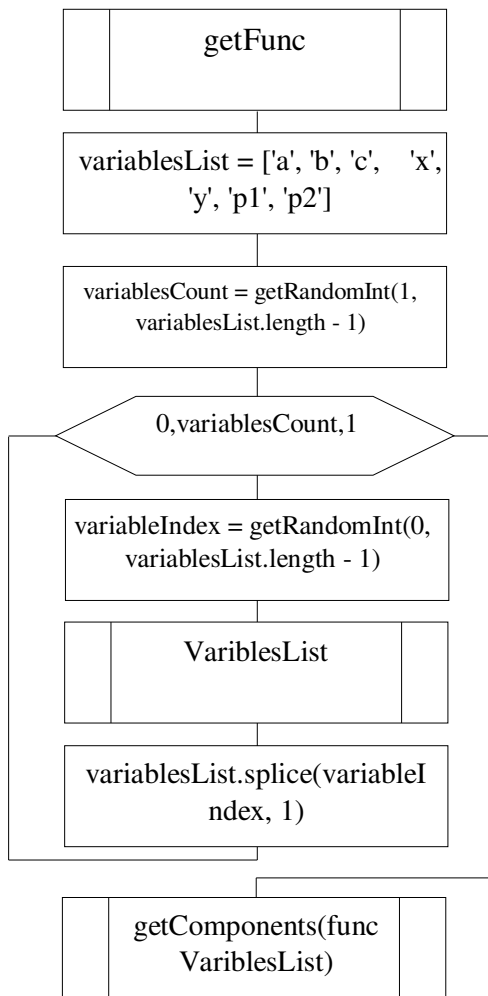 getFunc
variablesList = ['a', 'b', 'c', 'x',
'y', 'p1', 'p2']
variablesCount = getRandomInt(1,
variablesList.length - 1)
0,variablesCount,1
variableIndex = getRandomInt(0,
variablesList.length - 1)
VariblesList
variablesList.splice(variableI
ndex, 1)
getComponents(func
VariblesList)